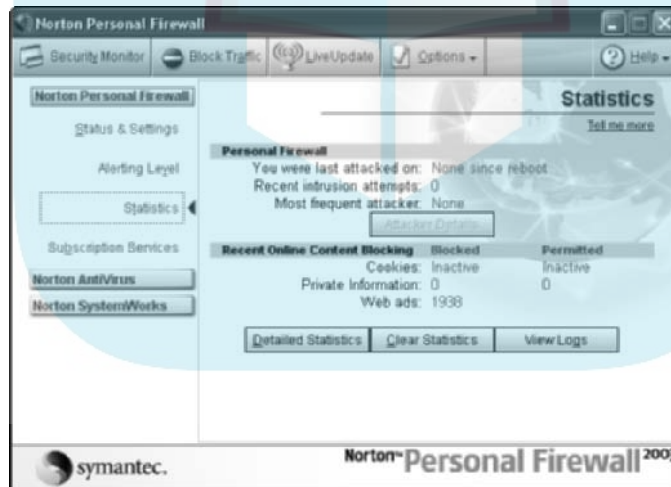 Norton Personal Firewall
Security Monitor
Block Traffic
LiveUpdate
Options
Help
Norton Personal Firewall
Status & Settings
Alerting Level
Statistics
Subscription Services
Norton AntiVirus
Norton SystemWorks
Statistics
Tell me more
Personal Firewall
You were last attacked on: None since reboot
Recent intrusion attempts: 0
Most frequent attacker: None
Attacker Details
Recent Online Content Blocking Blocked Permitted
Cookies: Inactive Inactive
Private Information: 0 0
Web ads: 1938
Detailed Statistics Clear Statistics View Logs
symantec.
Norton™ Personal Firewall